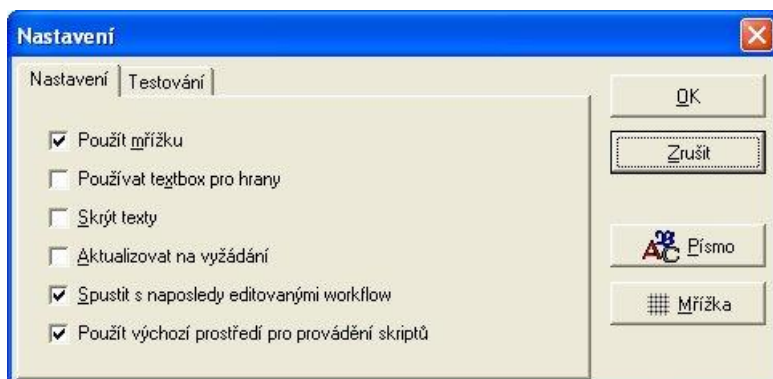 Nastavení
Nastavení Testování
Použít mřížku
Používat textbox pro hrany
Skrýt texty
Aktualizovat na vyžádání
Spustit s naposledy editovanými workflow
Použít výchozí prostředí pro provádění skriptů
OK
Zrušit
Písmo
Mřížka